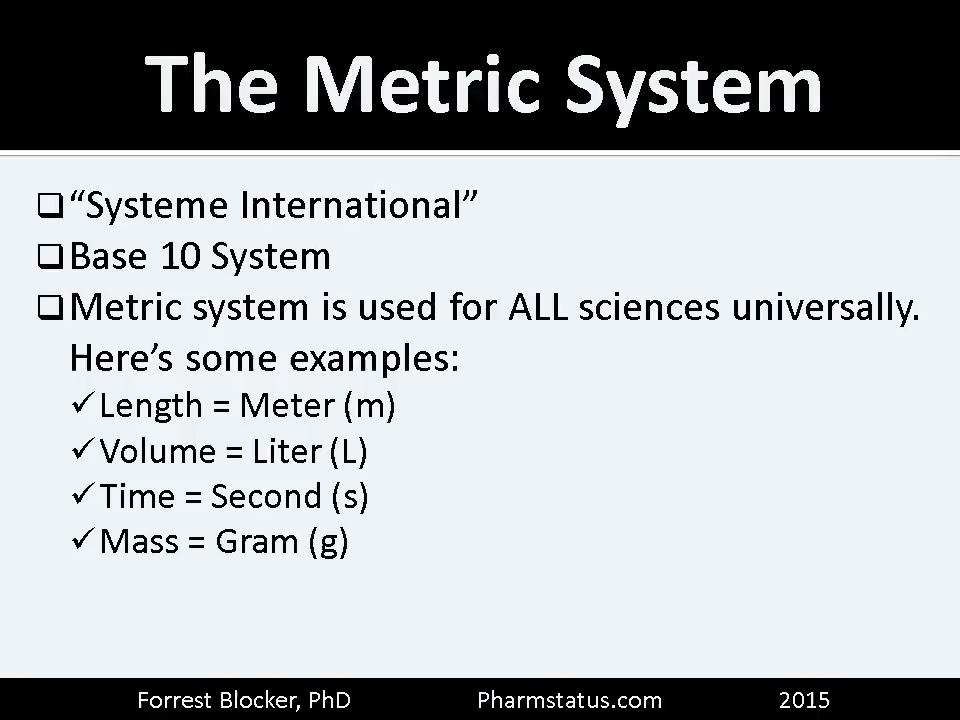 The Metric System
“Systeme International”
Base 10 System
Metric system is used for ALL sciences universally.
Here’s some examples:
Length = Meter (m)
Volume = Liter (L)
Time = Second (s)
Mass = Gram (g)
Forrest Blocker, PhD Pharmstatus.com 2015